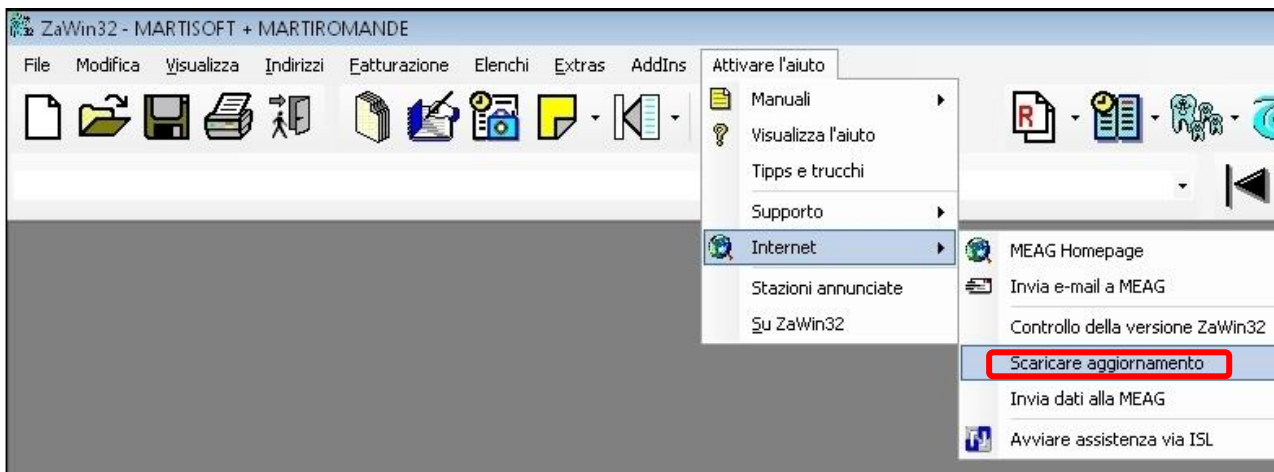 ZaWin32 - MARTISOFT + MARTIROMANDE
File Modifica Visualizza Indirizzi Fatturazione Elenchi Extras AddIns Attivare l'aiuto
Manuali
Visualizza l'aiuto
Tipps e trucchi
Supporto
Internet
Stazioni annunciate
Su ZaWin32
MEAG Homepage
Invia e-mail a MEAG
Controllo della versione ZaWin32
Scaricare aggiornamento
Invia dati alla MEAG
Avviare assistenza via ISL
R